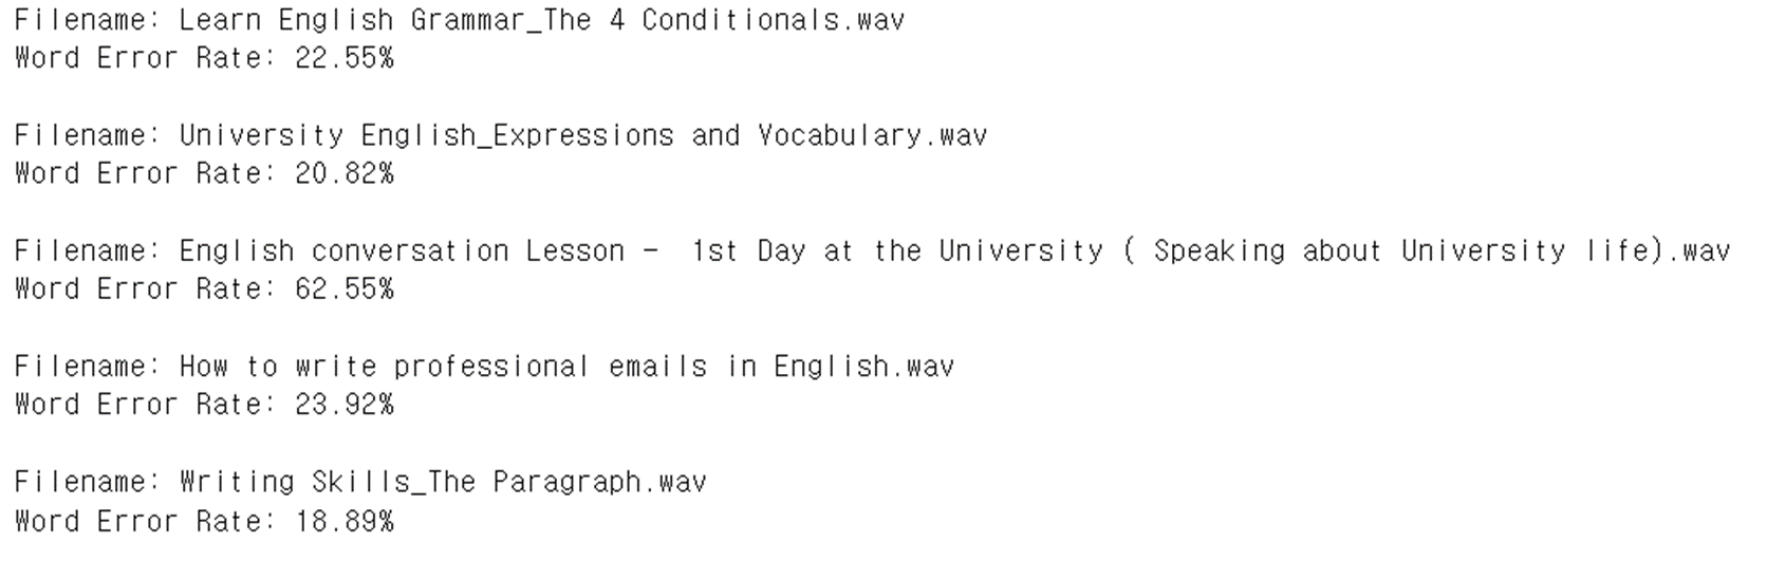 Filename: Learn English Grammar_The 4 Conditionals.wav
Word Error Rate: 22.55%
Filename: University English_Expressions and Vocabulary.wav
Word Error Rate: 20.82%
Filename: English conversation Lesson -  1st Day at the University ( Speaking about University life).wav
Word Error Rate: 62.55%
Filename: How to write professional emails in English.wav
Word Error Rate: 23.92%
Filename: Writing Skills_The Paragraph.wav
Word Error Rate: 18.89%